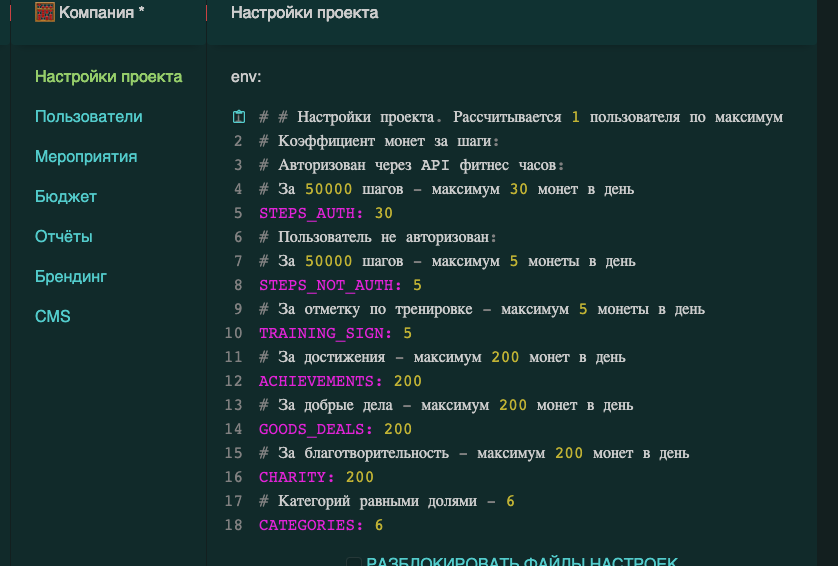 Компания *
Настройки проекта
Настройки проекта
Пользователи
Мероприятия
Бюджет
Отчёты
Брендинг
CMS
env:
# # Настройки проекта. Рассчитывается 1 пользователя по максимум
2 # Коэффициент монет за шаги:
3 # Авторизован через API фитнес часов:
4 # За 50000 шагов - максимум 30 монет в день
5 STEPS_AUTH: 30
6 # Пользователь не авторизован:
7 # За 50000 шагов - максимум 5 монеты в день
8 STEPS_NOT_AUTH: 5
9 # За отметку по тренировке - максимум 5 монеты в день
10 TRAINING_SIGN: 5
11 # За достижения - максимум 200 монет в день
12 ACHIEVEMENTS: 200
13 # За добрые дела - максимум 200 монет в день
14 GOODS_DEALS: 200
15 # За благотворительность - максимум 200 монет в день
16 CHARITY: 200
17 # Категорий равными долями - 6
18 CATEGORIES: 6
РАЗБЛОКИРОВАТЬ ФАЙЛЫ НАСТРОЕК